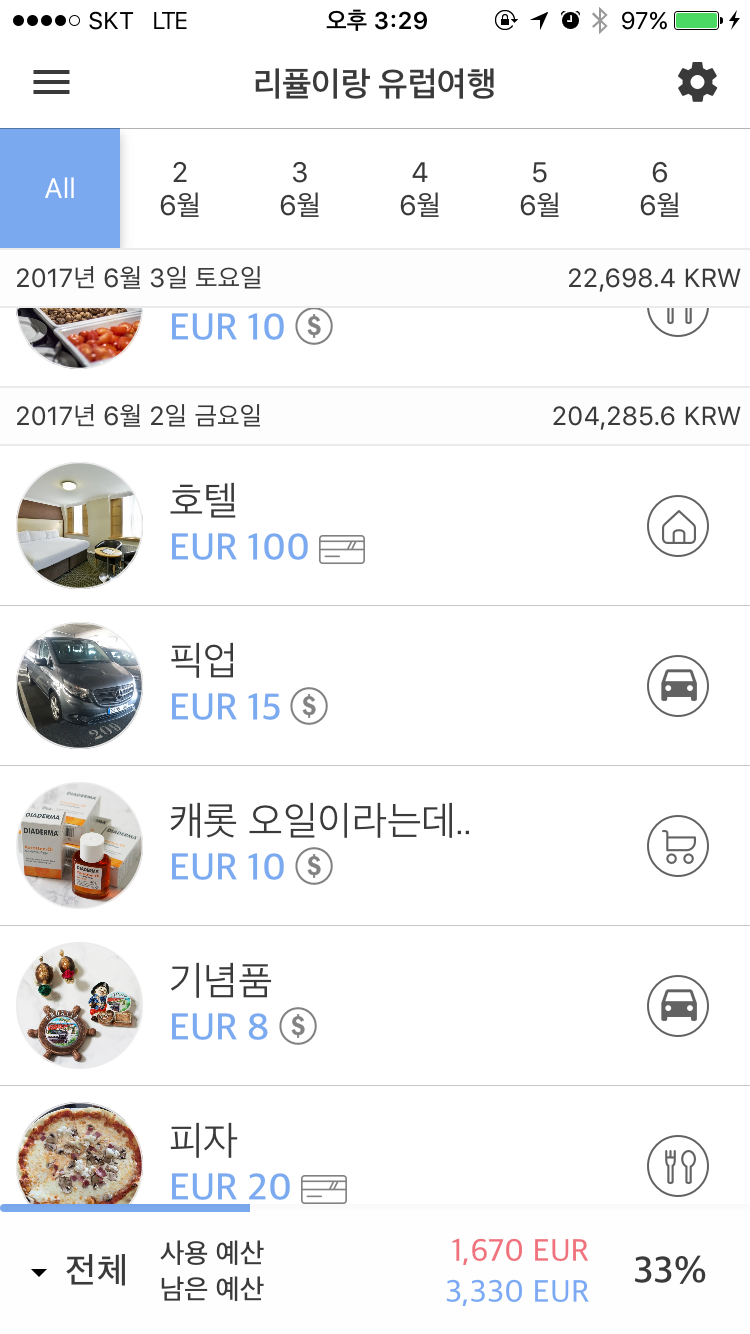 SKT LTE 오후 3:29 97%
리퓰이랑 유럽여행
All
2
6월
3
6월
4
6월
5
6월
6
6월
2017년 6월 3일 토요일 22,698.4 KRW
EUR 10 $
2017년 6월 2일 금요일 204,285.6 KRW
호텔
EUR 100
픽업
EUR 15 $
209
캐롯 오일이라는데..
EUR 10 $
DIADERMA
DIADERMA
DIADERMA
DIADERMA
기념품
EUR 8 $
피자
EUR 20
전체
사용 예산 1,670 EUR
남은 예산 3,330 EUR
33%